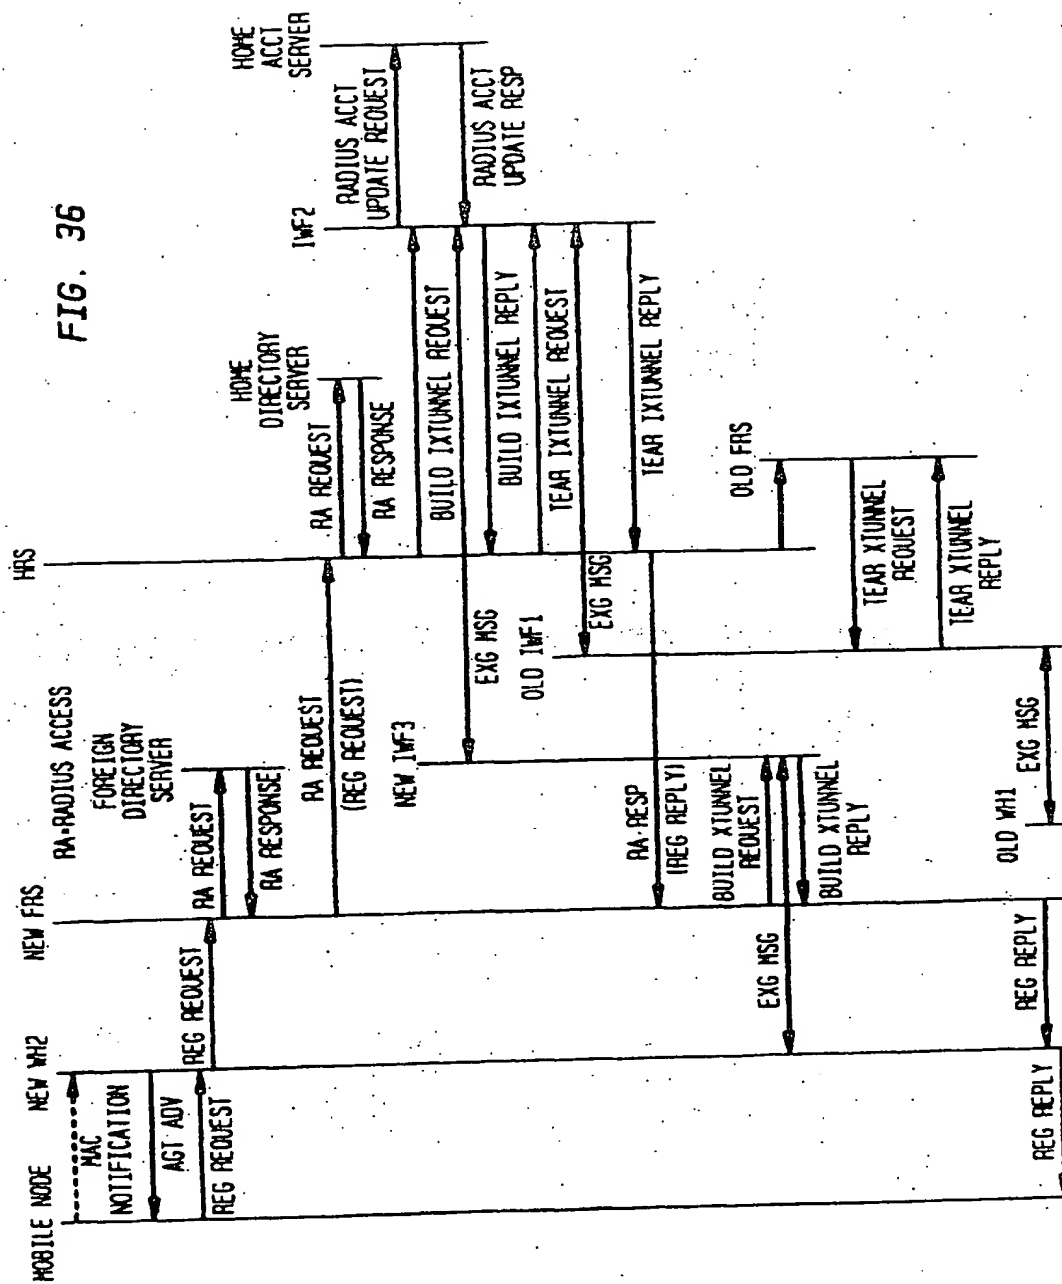 FIG. 36
RA=RADIUS ACCESS
MOBILE NODE
NEW WH2
NEW FRS
FOREIGN
DIRECTORY
SERVER
HRS
HOME
DIRECTORY
SERVER
IWF2
HOME
ACCT
SERVER
MAC
NOTIFICATION
AGT ADV
REG REQUEST
REG REQUEST
RA REQUEST
RA RESPONSE
RA REQUEST
(REG REQUEST)
RA REQUEST
RA RESPONSE
RADIUS ACCT
UPDATE REQUEST
RADIUS ACCT
UPDATE RESP
BUILD IXTUNNEL REQUEST
NEW IWF3
EXG MSG
BUILD IXTUNNEL REPLY
TEAR IXTUNNEL REQUEST
OLD IWF1
EXG MSG
TEAR IXTUNNEL REPLY
RA-RESP
(REG REPLY)
BUILD XTUNNEL
REQUEST
EXG MSG
BUILD XTUNNEL
REPLY
OLD FRS
TEAR XTUNNEL
REQUEST
TEAR XTUNNEL
REPLY
OLD WH1
EXG MSG
REG REPLY
REG REPLY